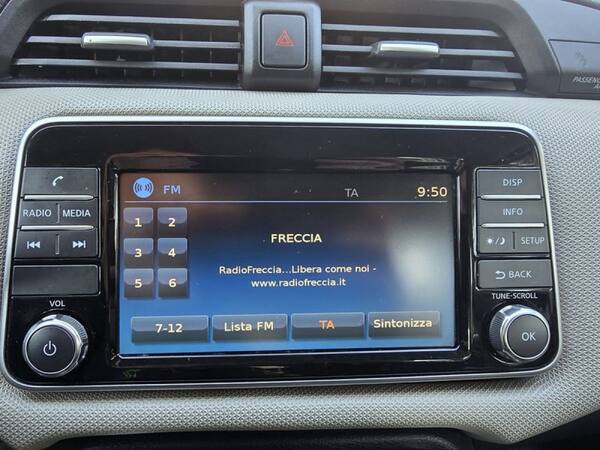 PASSENGER
FM
TA
9:50
1
2
3
4
5
6
FRECCIA
RadioFreccia...Libera come noi -
www.radiofreccia.it
7-12
Lista FM
TA
Sintonizza
RADIO
MEDIA
VOL
DISP
INFO
SETUP
BACK
TUNE·SCROLL
OK